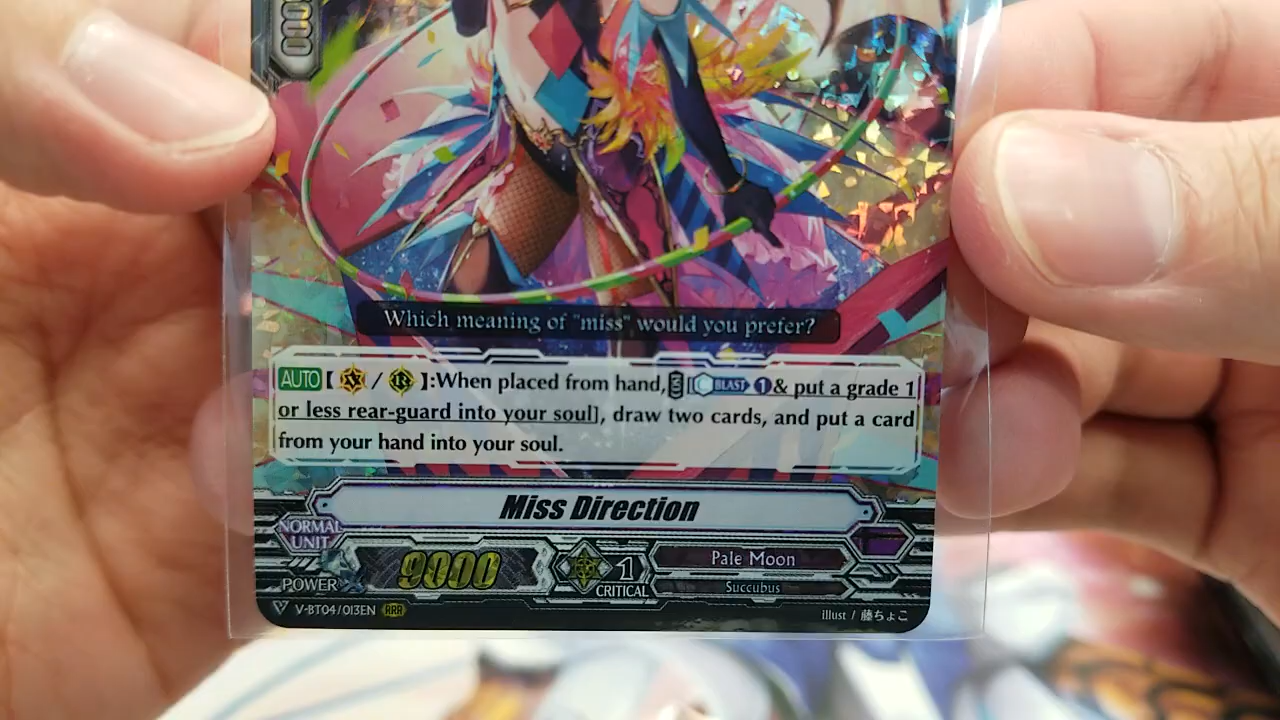 000
Which meaning of "miss" would you prefer?
AUTO【V/R】:When placed from hand, [BLAST 1 & put a grade 1
or less rear-guard into your soul], draw two cards, and put a card
from your hand into your soul.
Miss Direction
NORMAL
UNIT
POWER 9000 1 CRITICAL
Pale Moon
Succubus
V-BT04/013EN RRR
illust / 藤ちょこ